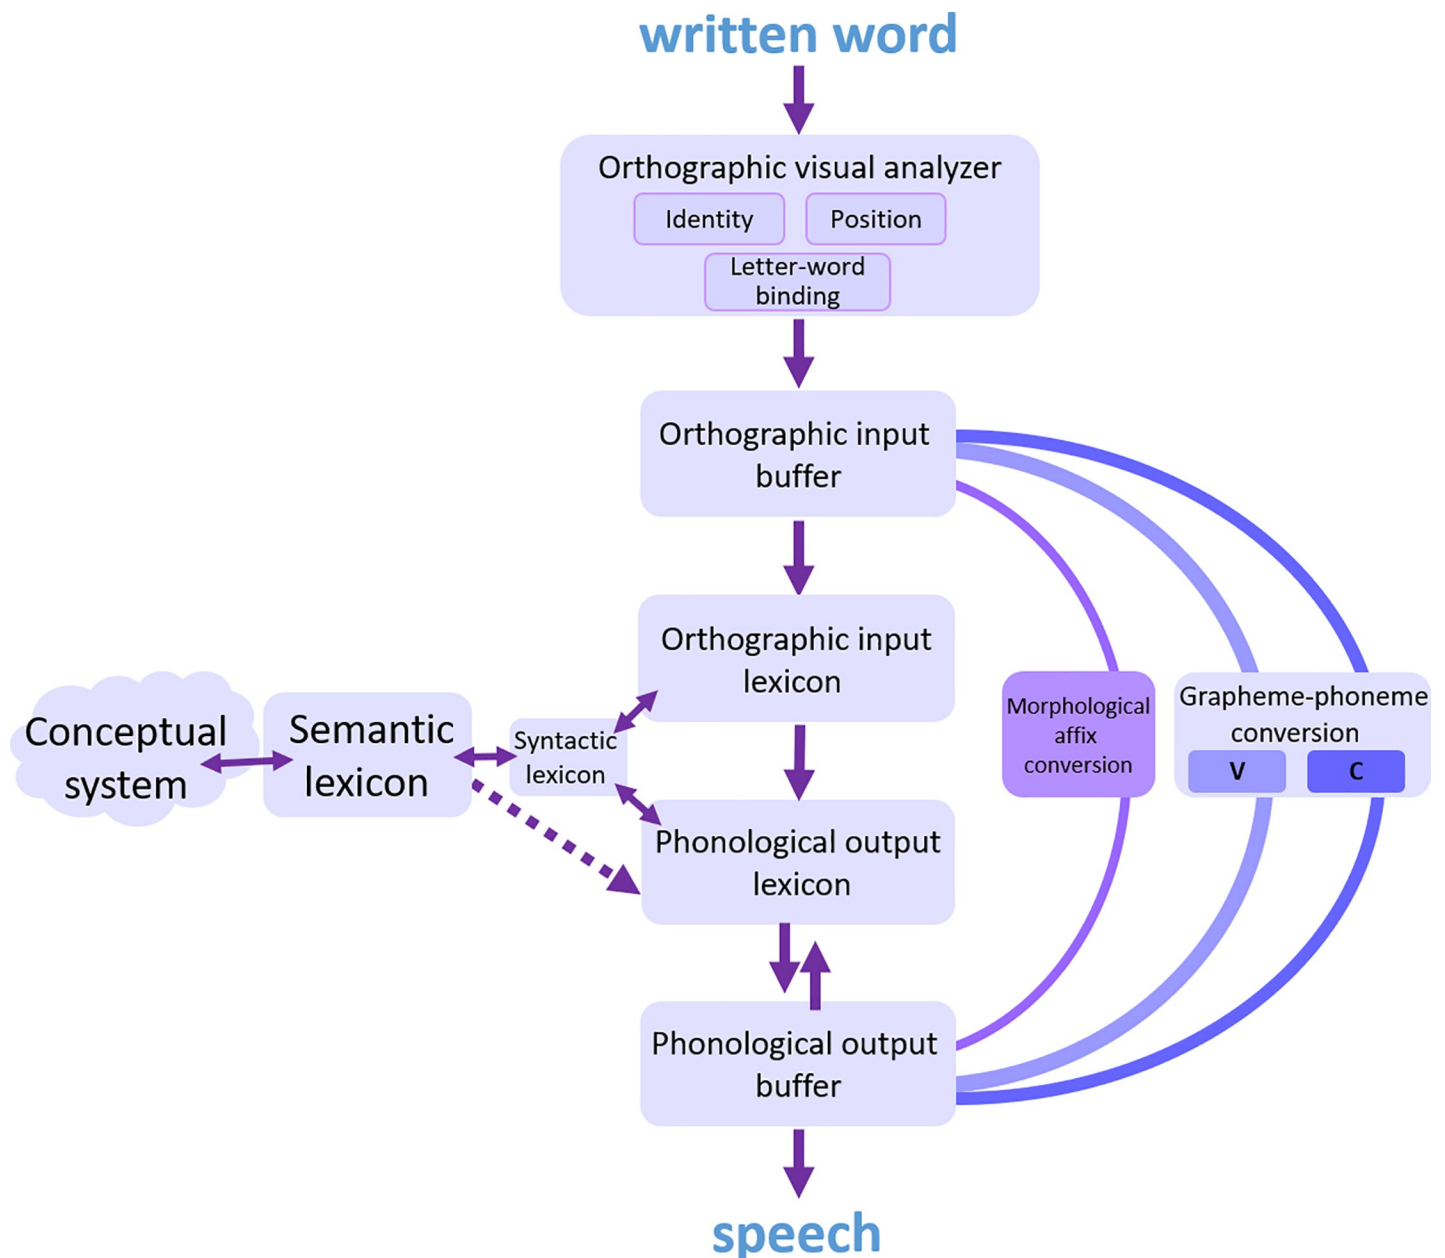 written word
Orthographic visual analyzer
Identity
Position
Letter-word
binding
Orthographic input
buffer
Orthographic input
lexicon
Conceptual
system
Semantic
lexicon
Syntactic
lexicon
Morphological
affix
conversion
Grapheme-phoneme
conversion
V
C
Phonological output
lexicon
Phonological output
buffer
speech